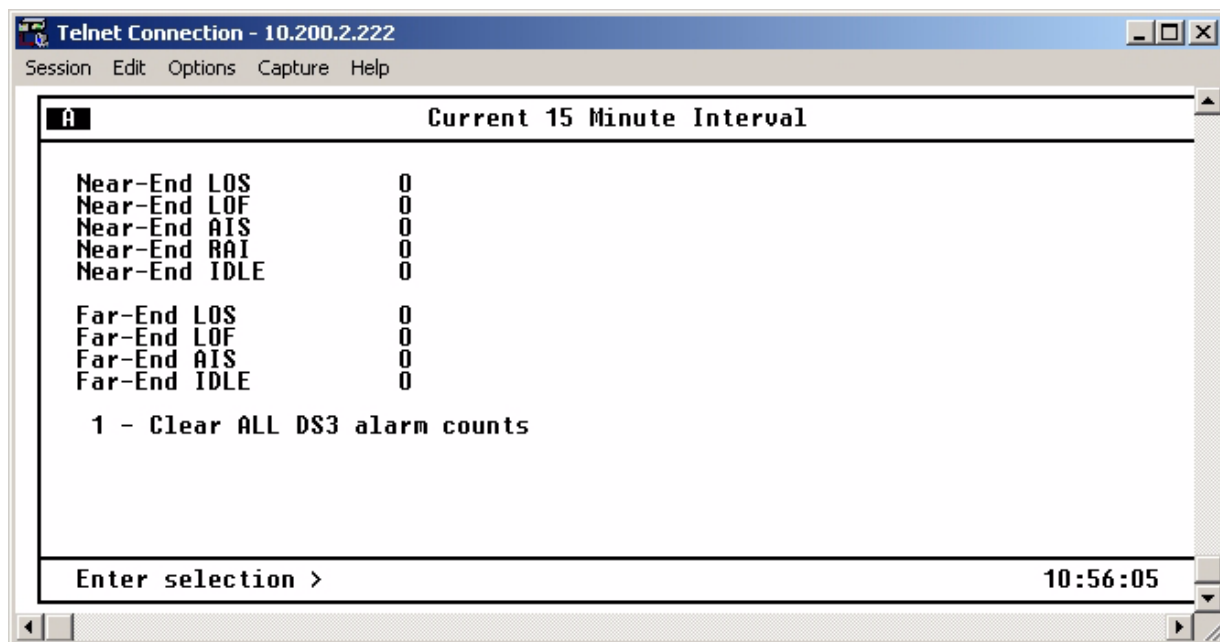 Telnet Connection - 10.200.2.222
Session Edit Options Capture Help
A Current 15 Minute Interval
Near-End LOS 0
Near-End LOF 0
Near-End AIS 0
Near-End RAI 0
Near-End IDLE 0
Far-End LOS 0
Far-End LOF 0
Far-End AIS 0
Far-End IDLE 0
1 - Clear ALL DS3 alarm counts
Enter selection > 10:56:05